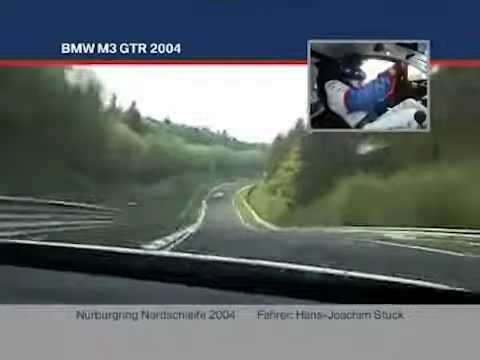 BMW M3 GTR 2004
Nürburgring Nordschleife 2004 Fahrer: Hans-Joachim Stuck